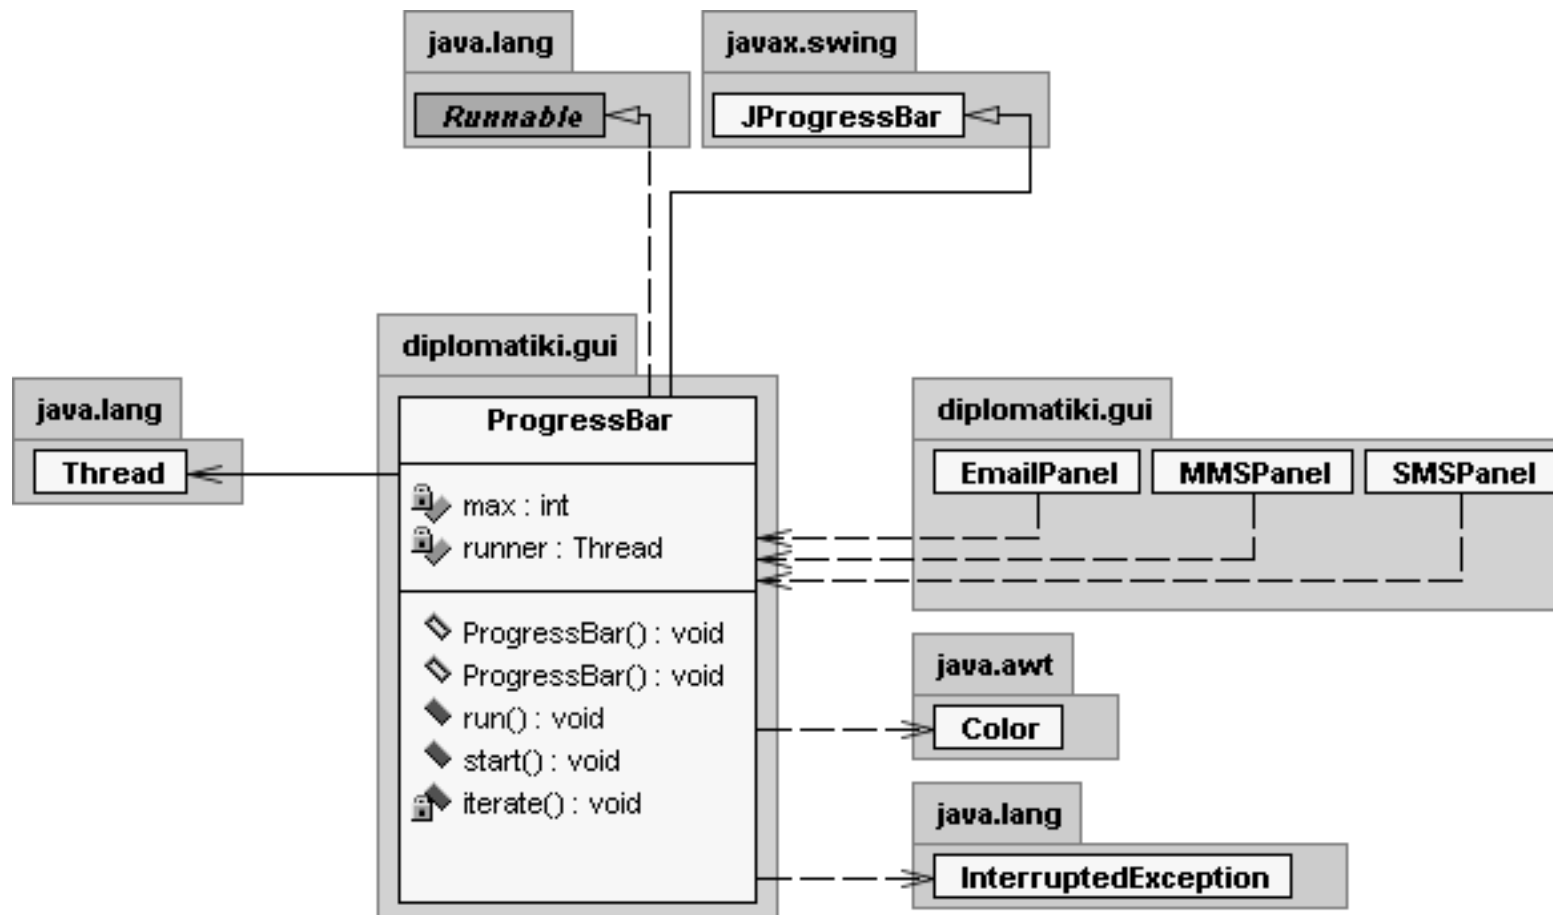 java.lang
Runnable
javax.swing
JProgressBar
diplomatiki.gui
ProgressBar
max : int
runner : Thread
ProgressBar() : void
ProgressBar() : void
run() : void
start() : void
iterate() : void
java.lang
Thread
diplomatiki.gui
EmailPanel
MMSPanel
SMSPanel
java.awt
Color
java.lang
InterruptedException